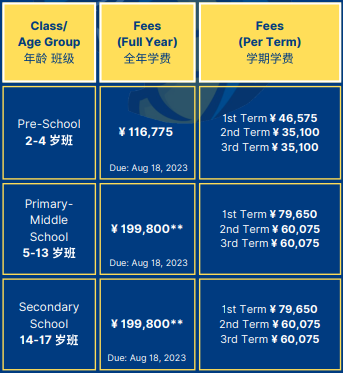 Class/
Age Group
年龄 班级
Fees
(Full Year)
全年学费
Fees
(Per Term)
学期学费
Pre-School
2-4 岁班
¥ 116,775
Due: Aug 18, 2023
1st Term ¥ 46,575
2nd Term ¥ 35,100
3rd Term ¥ 35,100
Primary-
Middle
School
5-13 岁班
¥ 199,800**
Due: Aug 18, 2023
1st Term ¥ 79,650
2nd Term ¥ 60,075
3rd Term ¥ 60,075
Secondary
School
14-17 岁班
¥ 199,800**
Due: Aug 18, 2023
1st Term ¥ 79,650
2nd Term ¥ 60,075
3rd Term ¥ 60,075